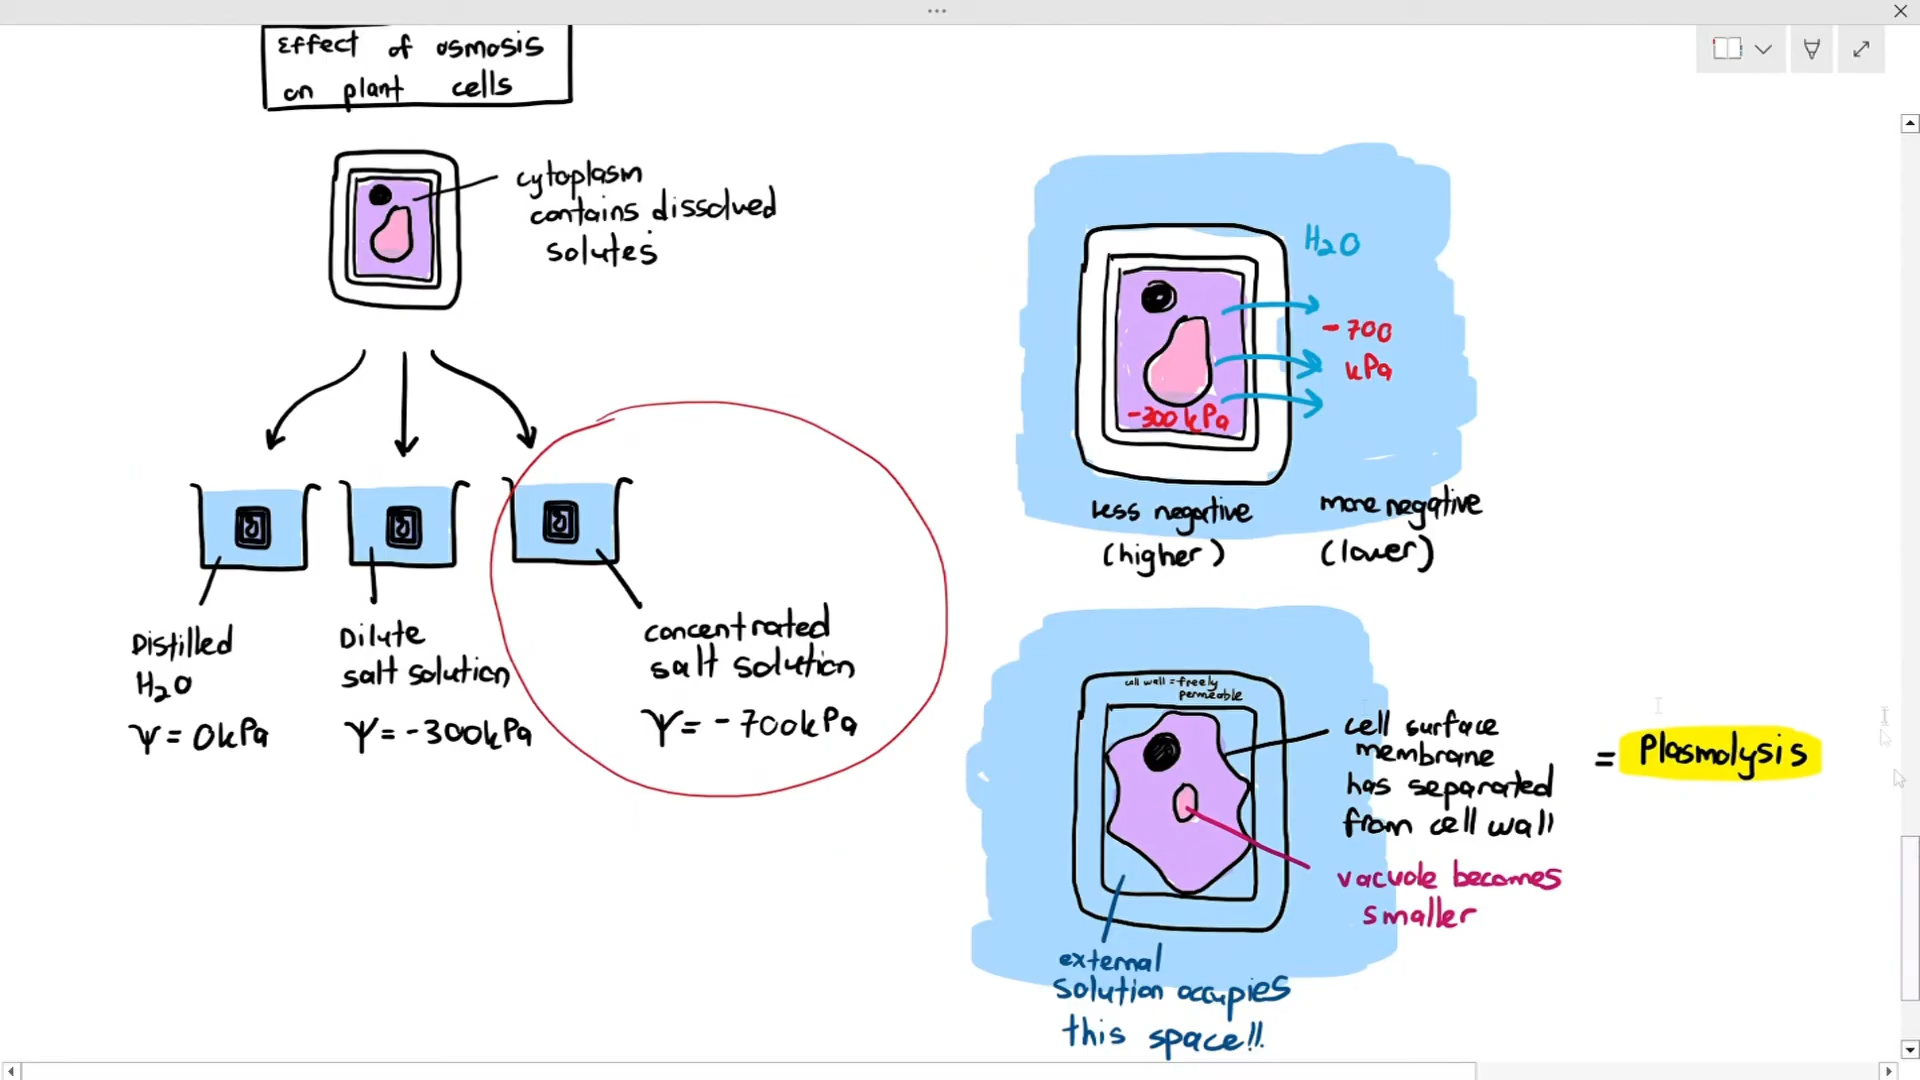 Effect of osmosis
on plant cells
cytoplasm
contains dissolved
solutes
Distilled
H2O
Ψ = 0kPa
Dilute
salt solution
Ψ = -300kPa
concentrated
salt solution
Ψ = -700kPa
H2O
-700
kPa
-300kPa
less negative
(higher)
more negative
(lower)
cell wall = freely
permeable
cell surface
membrane
has separated
from cell wall
= Plasmolysis
vacuole becomes
smaller
external
solution occupies
this space!!